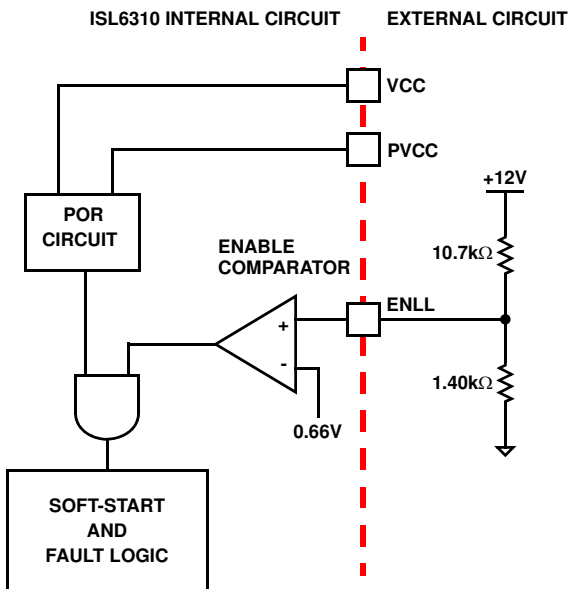 ISL6310 INTERNAL CIRCUIT
EXTERNAL CIRCUIT
VCC
PVCC
+12V
POR
CIRCUIT
10.7kΩ
ENABLE
COMPARATOR
ENLL
+
-
1.40kΩ
0.66V
SOFT-START
AND
FAULT LOGIC